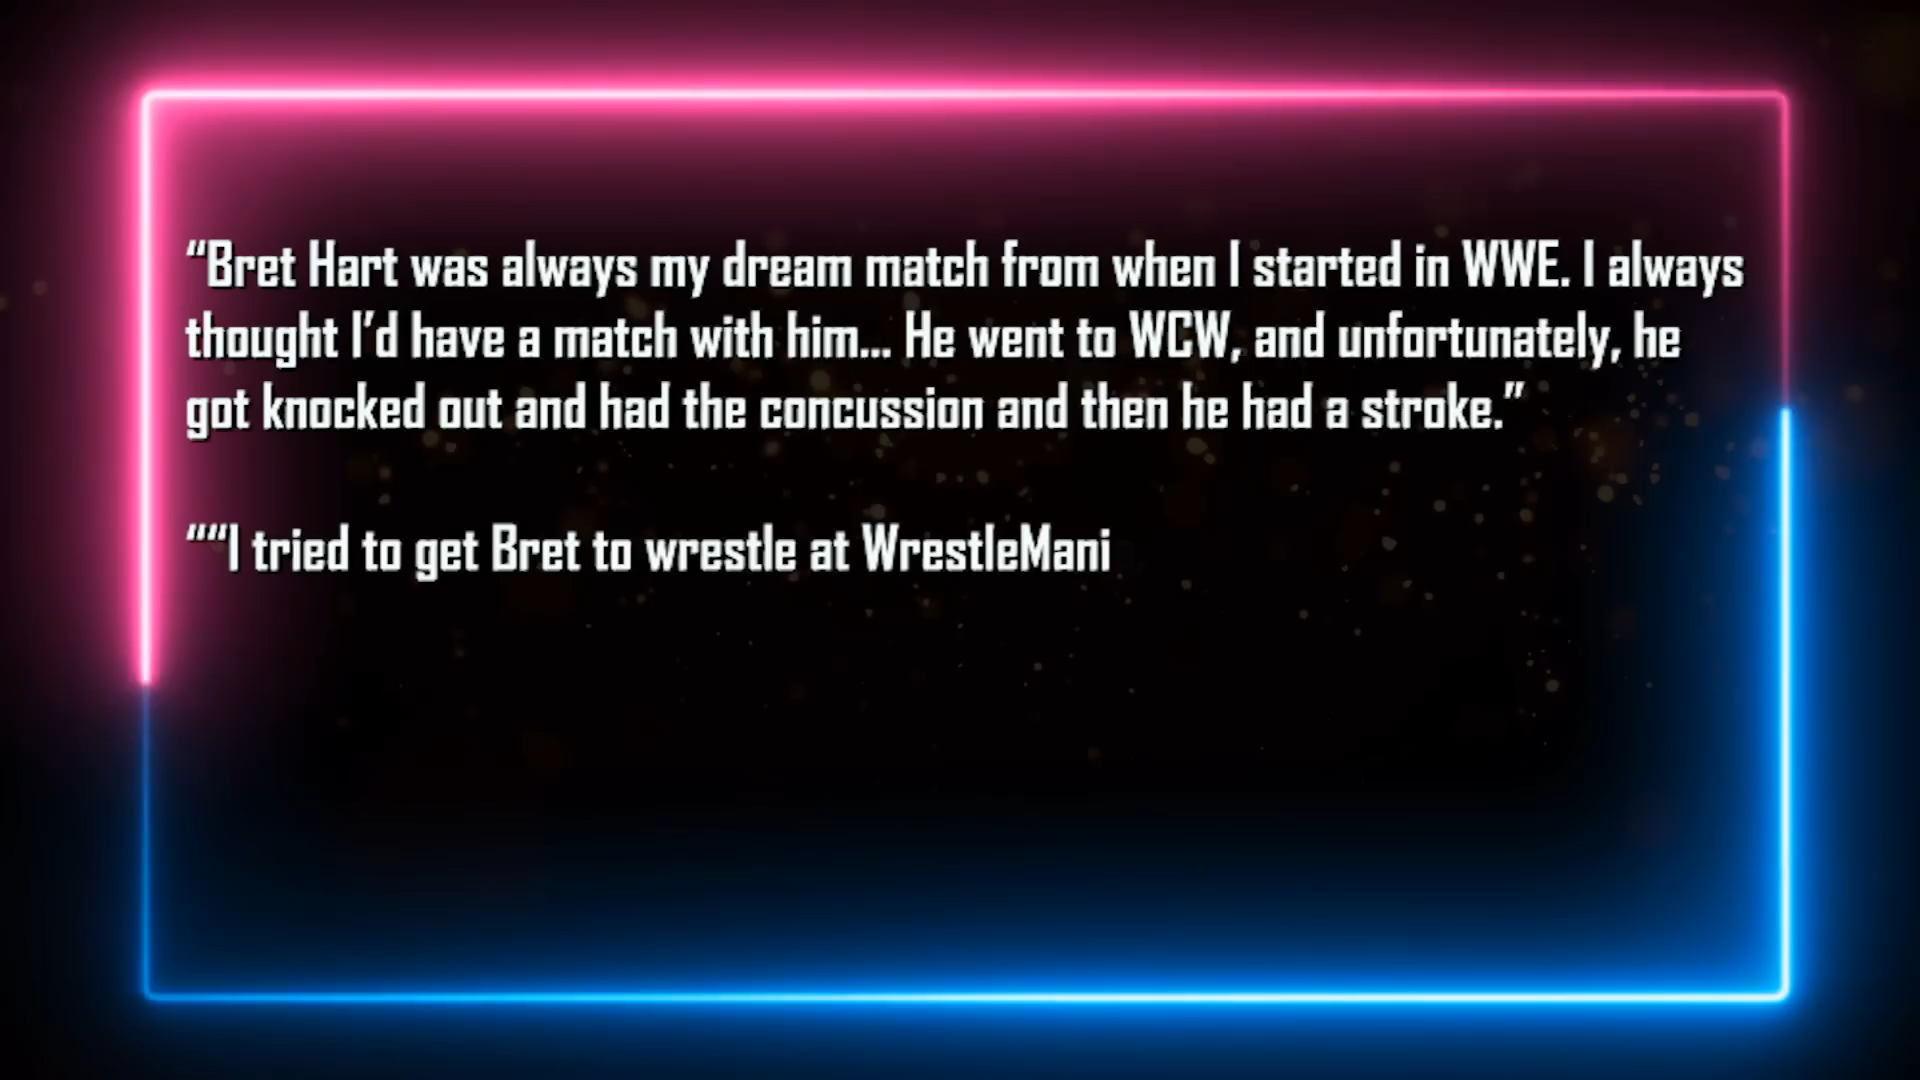 “Bret Hart was always my dream match from when I started in WWE. I always
thought I’d have a match with him... He went to WCW, and unfortunately, he
got knocked out and had the concussion and then he had a stroke.”
““I tried to get Bret to wrestle at WrestleMani